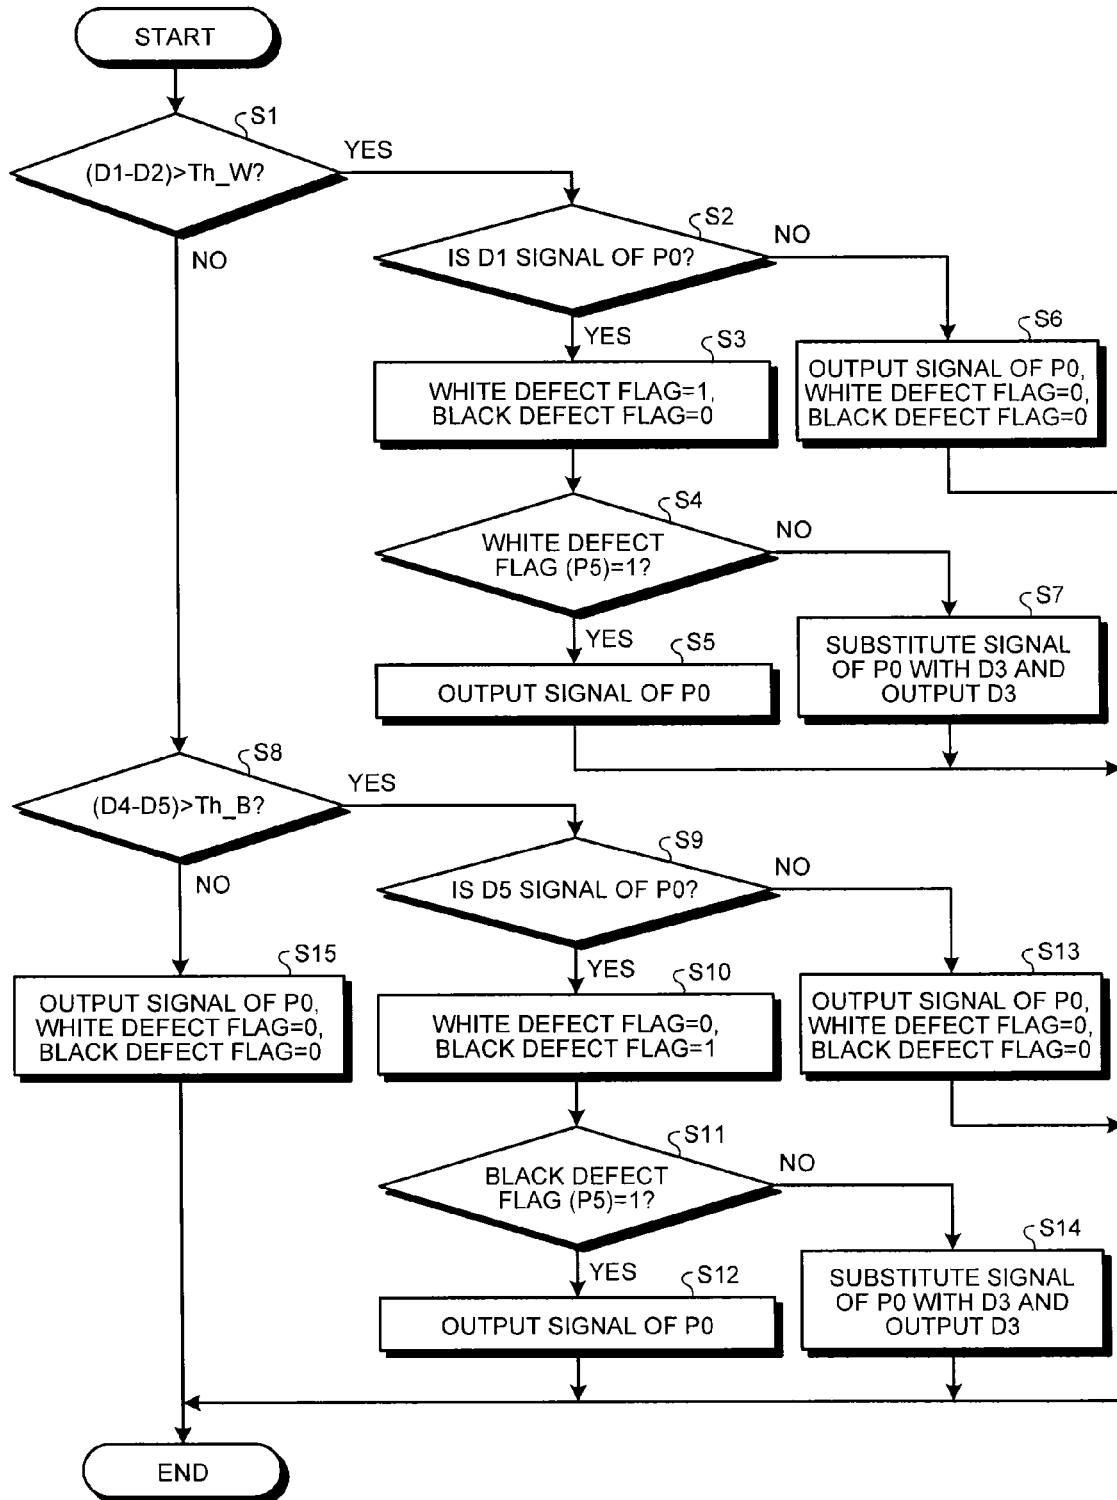 START
S1
(D1-D2)>Th_W?
YES
NO
S2
IS D1 SIGNAL OF P0?
NO
YES
S3
WHITE DEFECT FLAG=1,
BLACK DEFECT FLAG=0
S6
OUTPUT SIGNAL OF P0,
WHITE DEFECT FLAG=0,
BLACK DEFECT FLAG=0
S4
WHITE DEFECT
FLAG (P5)=1?
NO
YES
S5
OUTPUT SIGNAL OF P0
S7
SUBSTITUTE SIGNAL
OF P0 WITH D3 AND
OUTPUT D3
S8
(D4-D5)>Th_B?
YES
NO
S9
IS D5 SIGNAL OF P0?
NO
YES
S15
OUTPUT SIGNAL OF P0,
WHITE DEFECT FLAG=0,
BLACK DEFECT FLAG=0
S10
WHITE DEFECT FLAG=0,
BLACK DEFECT FLAG=1
S13
OUTPUT SIGNAL OF P0,
WHITE DEFECT FLAG=0,
BLACK DEFECT FLAG=0
S11
BLACK DEFECT
FLAG (P5)=1?
NO
YES
S12
OUTPUT SIGNAL OF P0
S14
SUBSTITUTE SIGNAL
OF P0 WITH D3 AND
OUTPUT D3
END